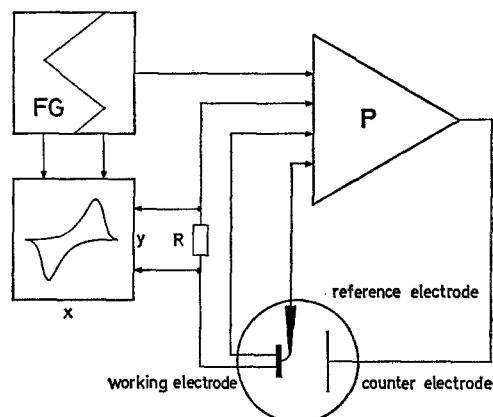 FG
P
y
R
x
reference electrode
working electrode
counter electrode